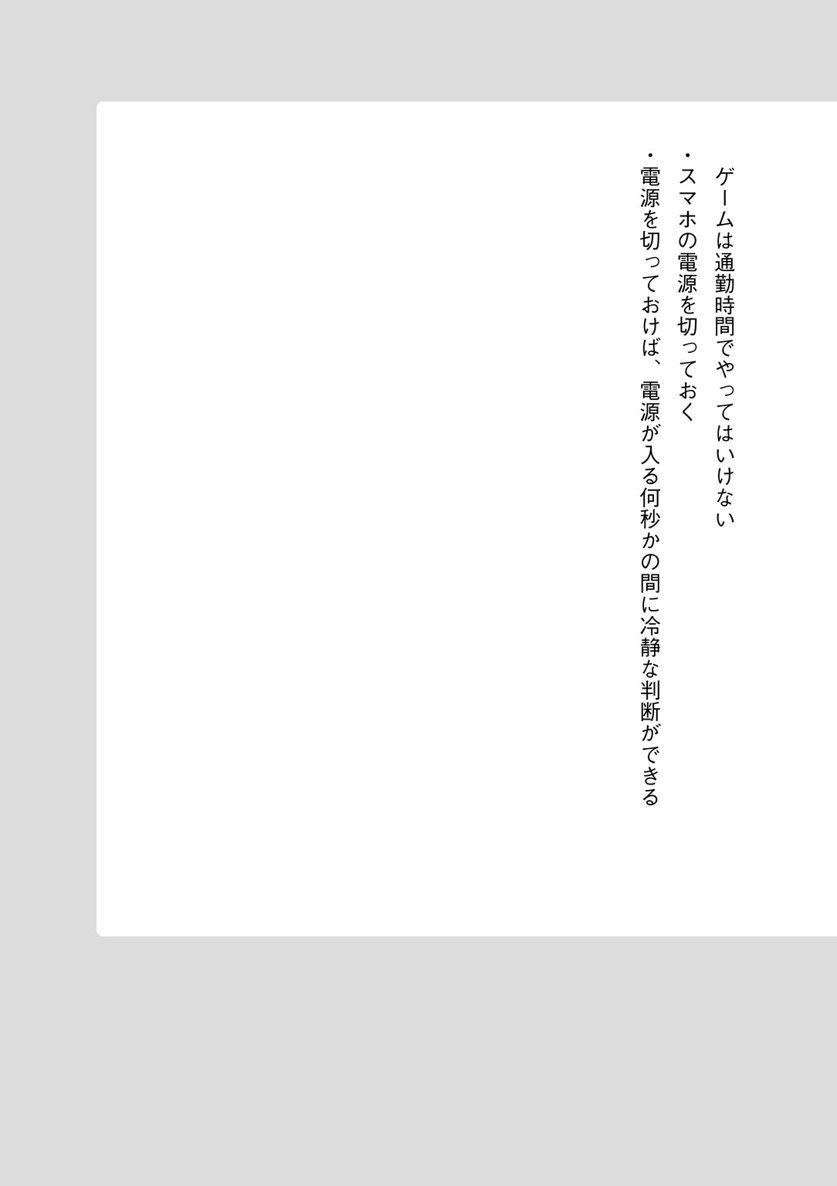 ゲームは通勤時間でやってはいけない
・スマホの電源を切っておく
・電源を切っておけば、電源が入る何秒かの間に冷静な判断ができる